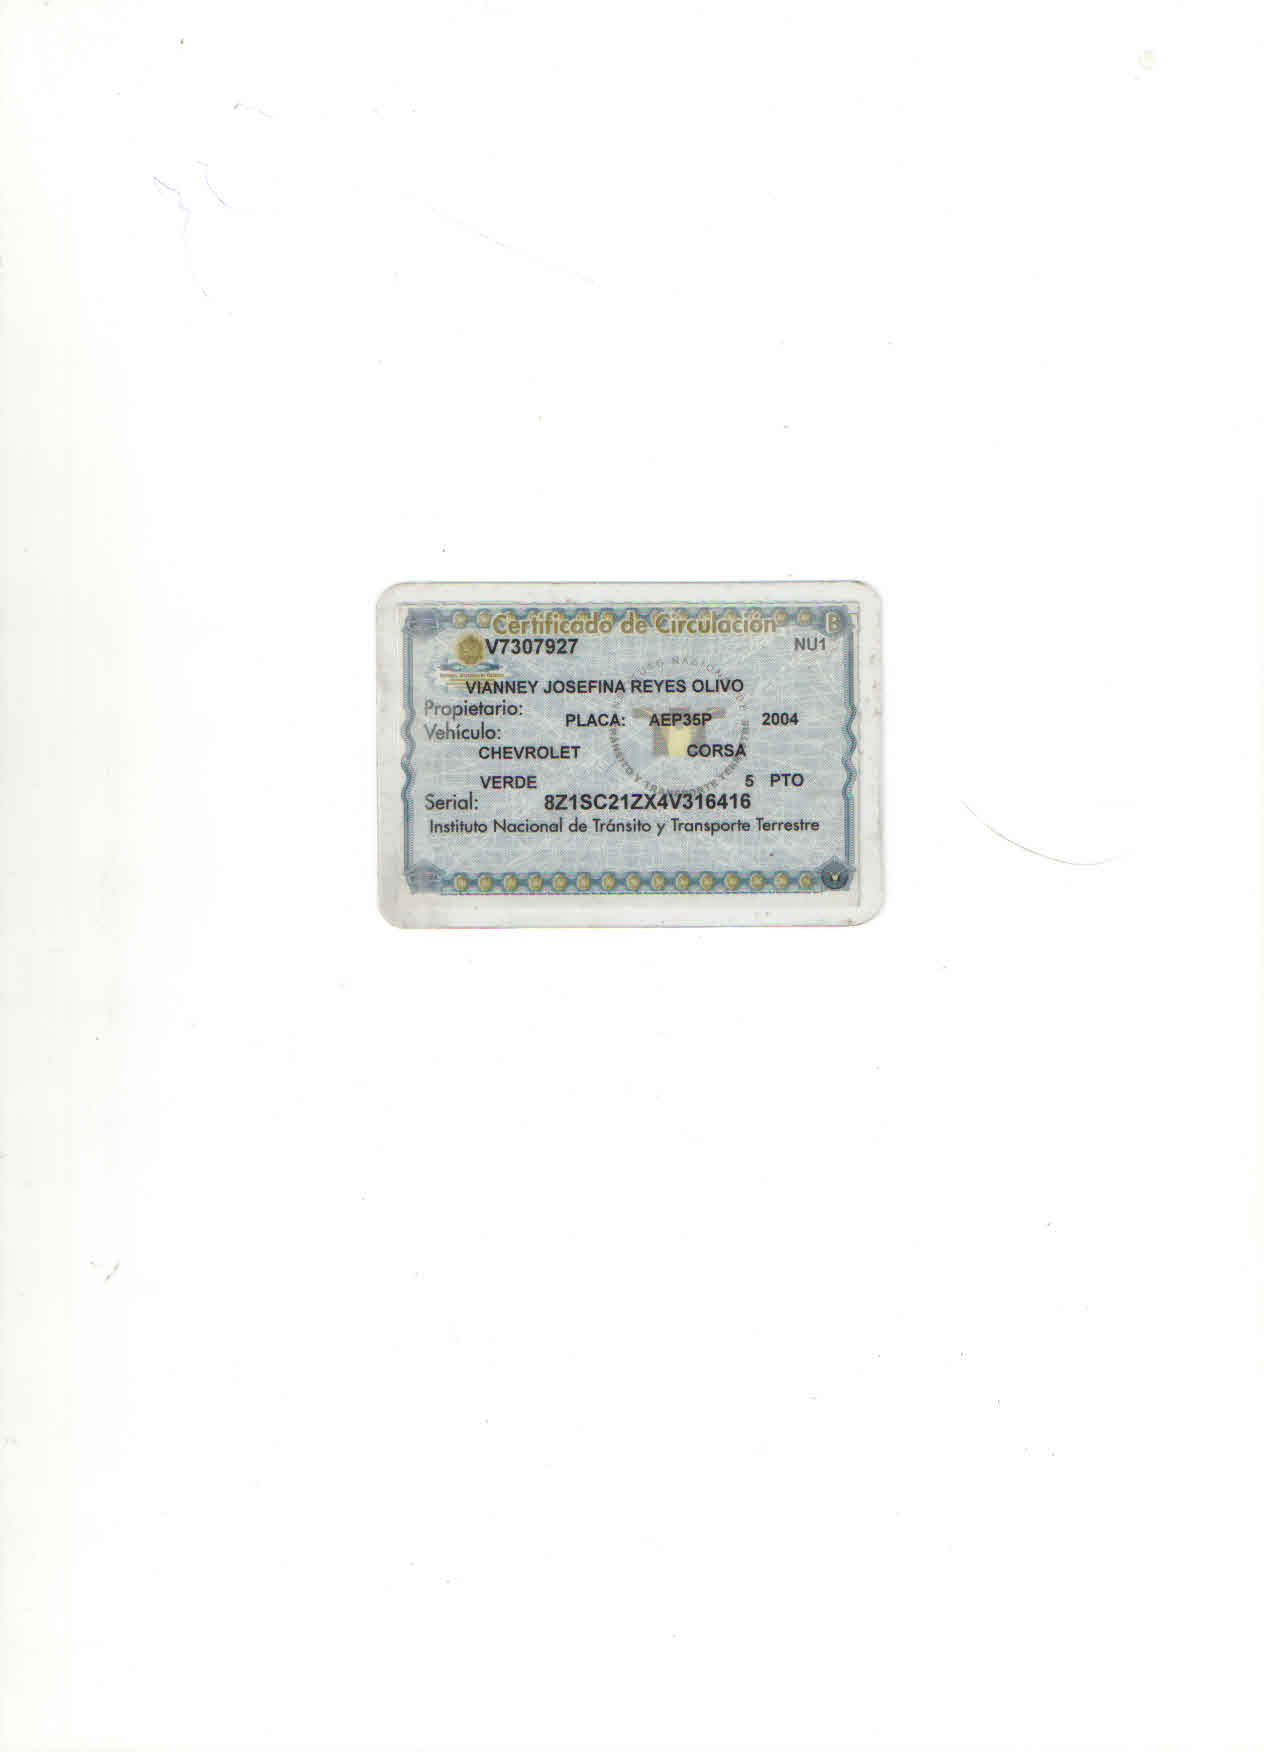 Certificado de Circulación B
V7307927 NU1
VIANNEY JOSEFINA REYES OLIVO
Propietario:
PLACA: AEP35P 2004
Vehículo:
CHEVROLET CORSA
VERDE 5 PTO
Serial: 8Z1SC21ZX4V316416
Instituto Nacional de Tránsito y Transporte Terrestre